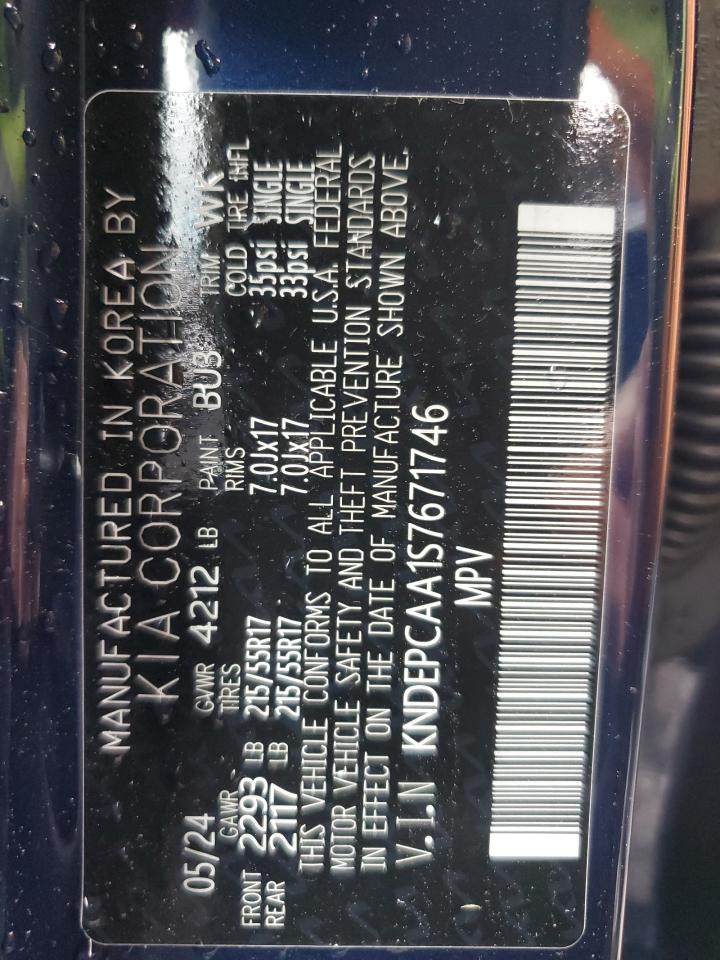 MANUFACTURED IN KOREA BY
KIA CORPORATION
05/24 GVWR 4212 LB PAINT BU3 TRIM WK
GAWR TIRES RIMS COLD TIRE INFL
FRONT 2293 LB 215/55R17 7.0Jx17 35psi SINGLE
REAR 2117 LB 215/55R17 7.0Jx17 33psi SINGLE
THIS VEHICLE CONFORMS TO ALL APPLICABLE U.S.A. FEDERAL
MOTOR VEHICLE SAFETY AND THEFT PREVENTION STANDARDS
IN EFFECT ON THE DATE OF MANUFACTURE SHOWN ABOVE.
V.I.N KNDEPCAA1S7671746
MPV